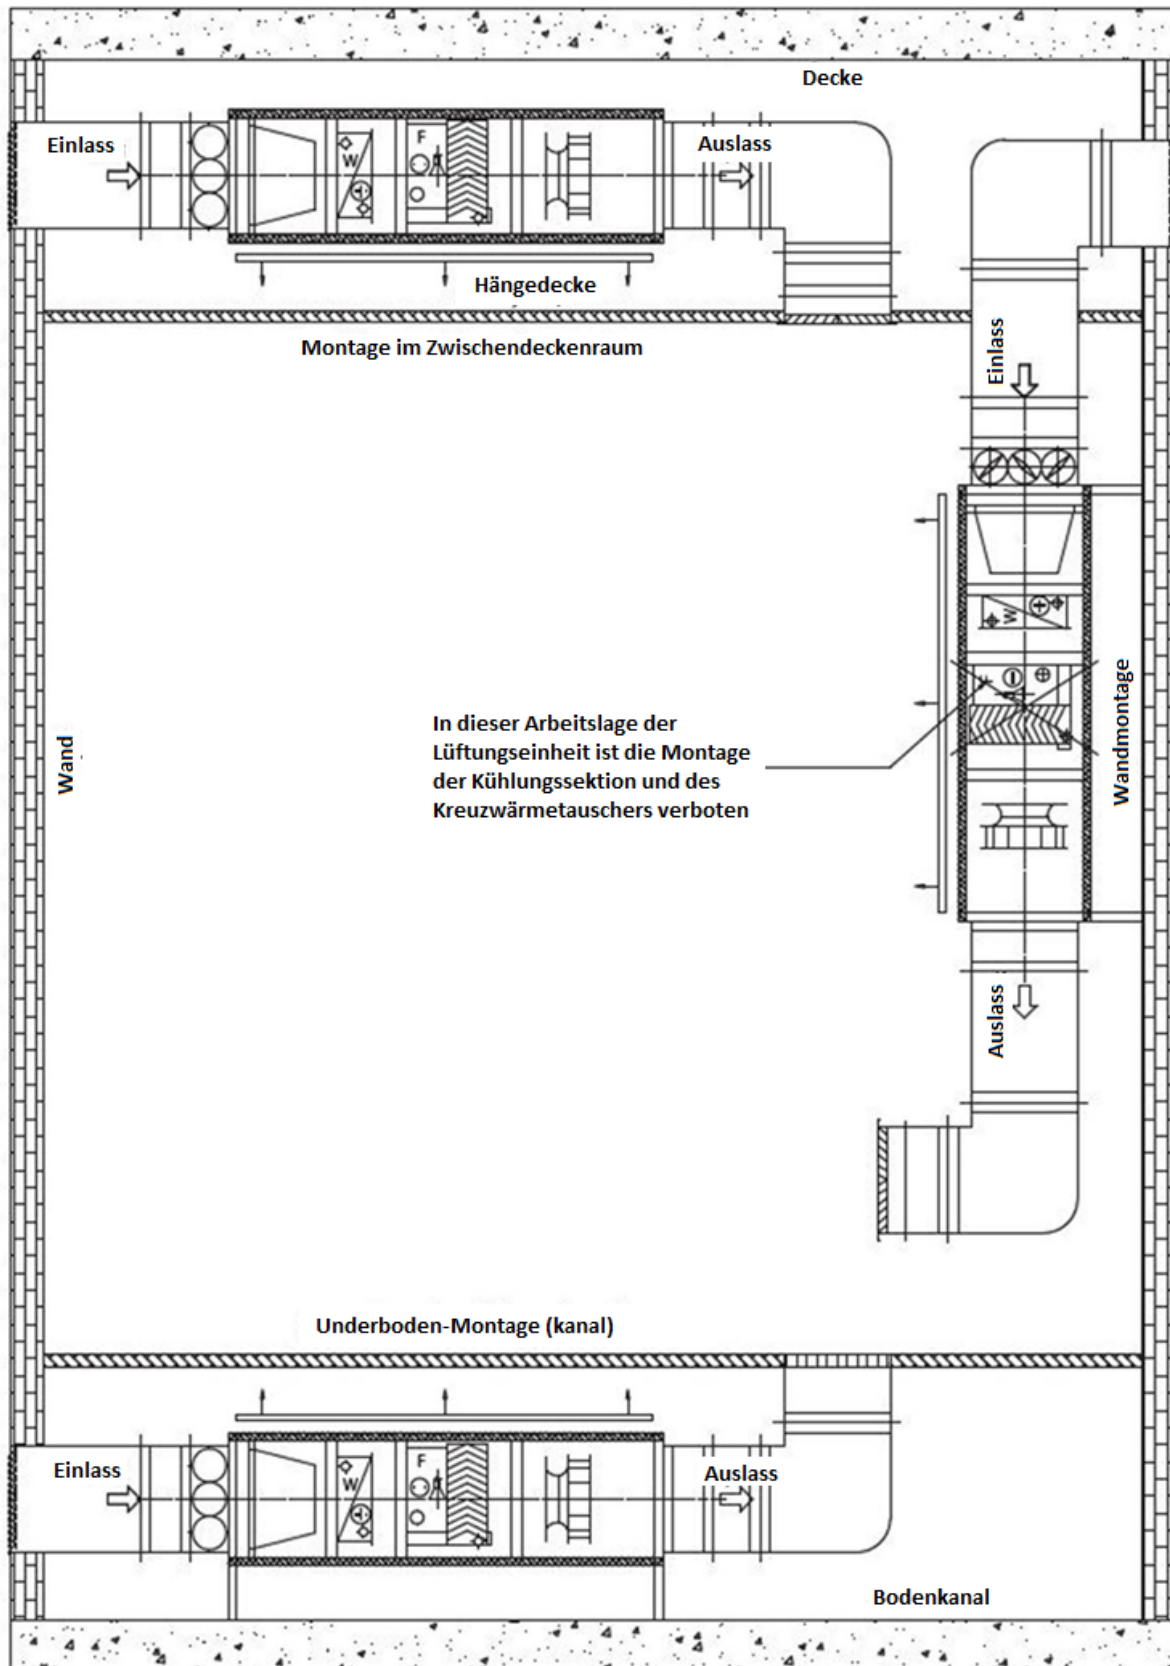 Decke
Einlass
Auslass
W
F
Hängedecke
Montage im Zwischendeckenraum
Einlass
W
F
In dieser Arbeitslage der
Lüftungseinheit ist die Montage
der Kühlungssektion und des
Kreuzwärmetauschers verboten
Wand
Wandmontage
Auslass
Underboden-Montage (kanal)
Einlass
Auslass
W
F
Bodenkanal